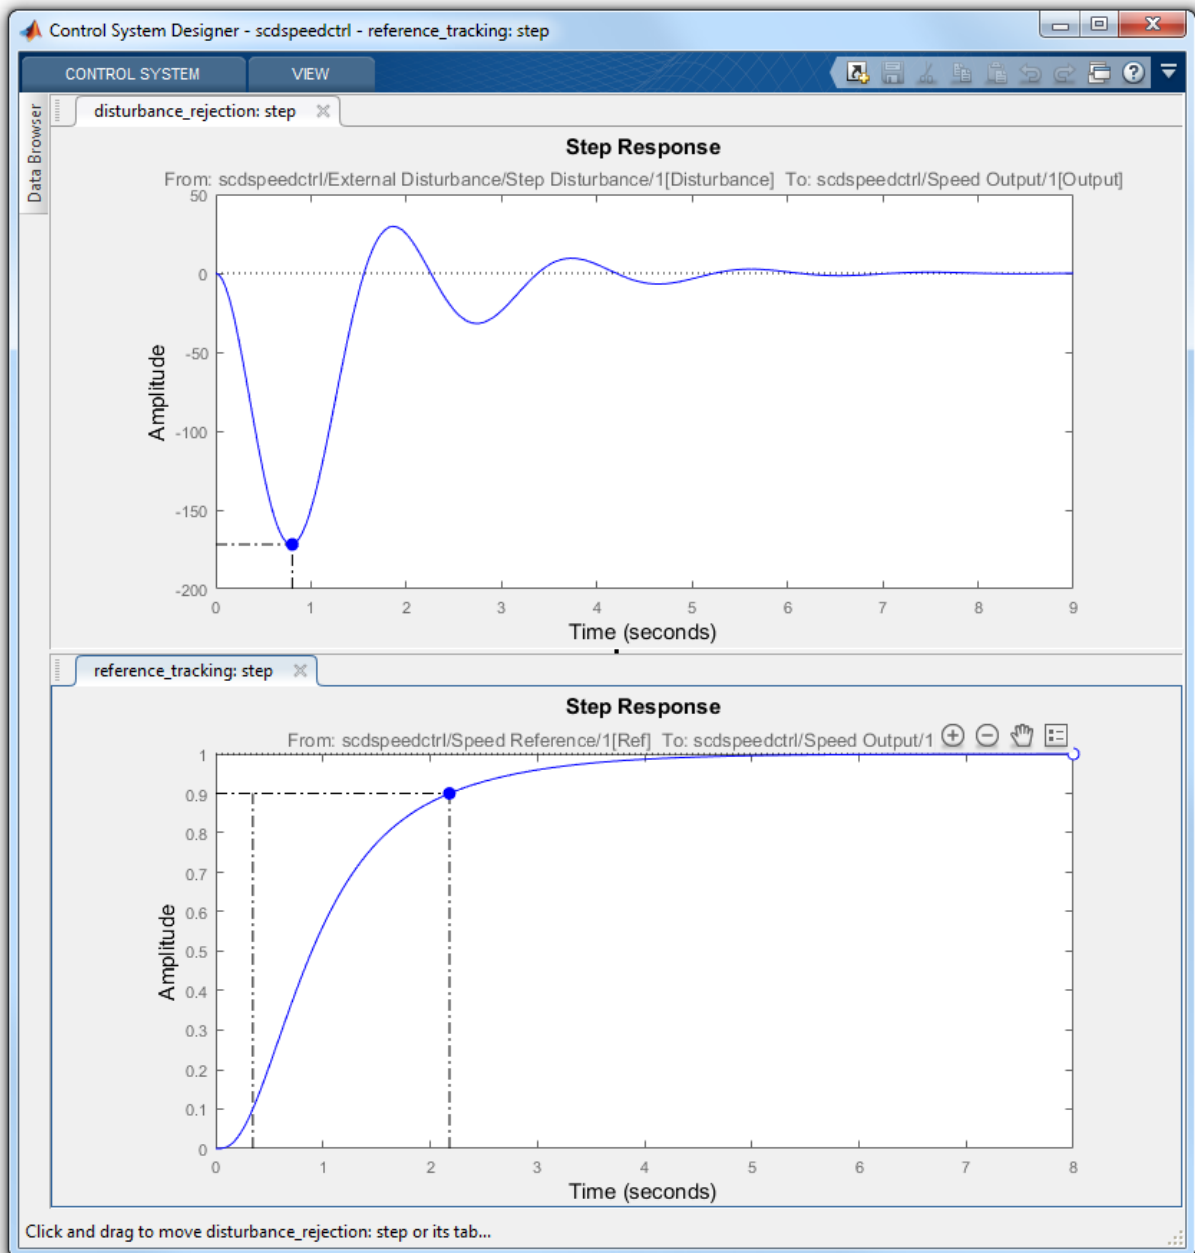 Control System Designer - scdspeedctrl - reference_tracking: step
CONTROL SYSTEM VIEW
Data Browser
disturbance_rejection: step
Step Response
From: scdspeedctrl/External Disturbance/Step Disturbance/1[Disturbance] To: scdspeedctrl/Speed Output/1[Output]
50
0
-50
-100
-150
-200
Amplitude
0 1 2 3 4 5 6 7 8 9
Time (seconds)
reference_tracking: step
Step Response
From: scdspeedctrl/Speed Reference/1[Ref] To: scdspeedctrl/Speed Output/1
1
0.9
0.8
0.7
0.6
0.5
0.4
0.3
0.2
0.1
0
Amplitude
0 1 2 3 4 5 6 7 8
Time (seconds)
Click and drag to move disturbance_rejection: step or its tab...